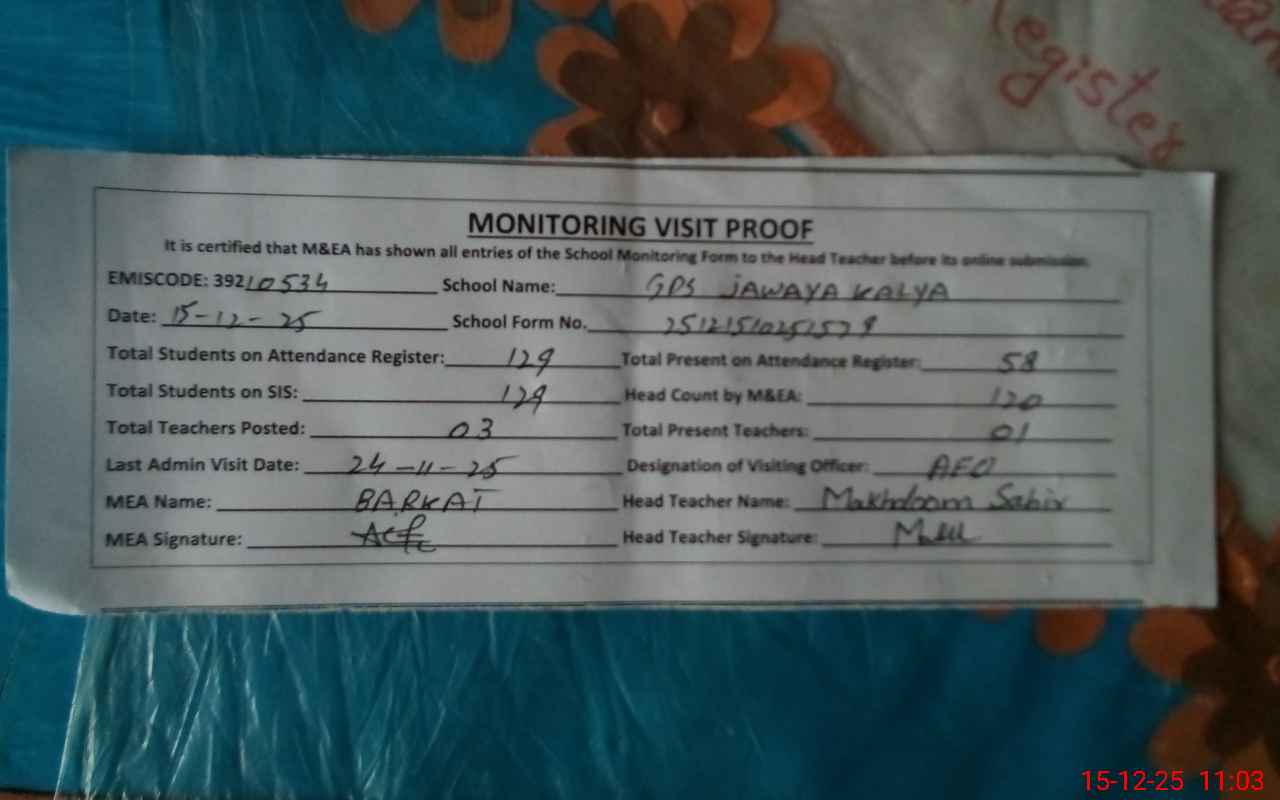 Register
MONITORING VISIT PROOF
It is certified that M&EA has shown all entries of the School Monitoring Form to the Head Teacher before its online submission.
EMISCODE: 39210534 School Name: GPS JAWAYA KALYA
Date: 15-12-25 School Form No.
Total Students on Attendance Register: 129 Total Present on Attendance Register: 58
Total Students on SIS: 129 Head Count by M&EA: 120
Total Teachers Posted: 03 Total Present Teachers: 01
Last Admin Visit Date: 24-11-25 Designation of Visiting Officer: AEO
MEA Name: BARKAT Head Teacher Name: Makhdoom Sabir
MEA Signature: Head Teacher Signature:
15-12-25 11:03